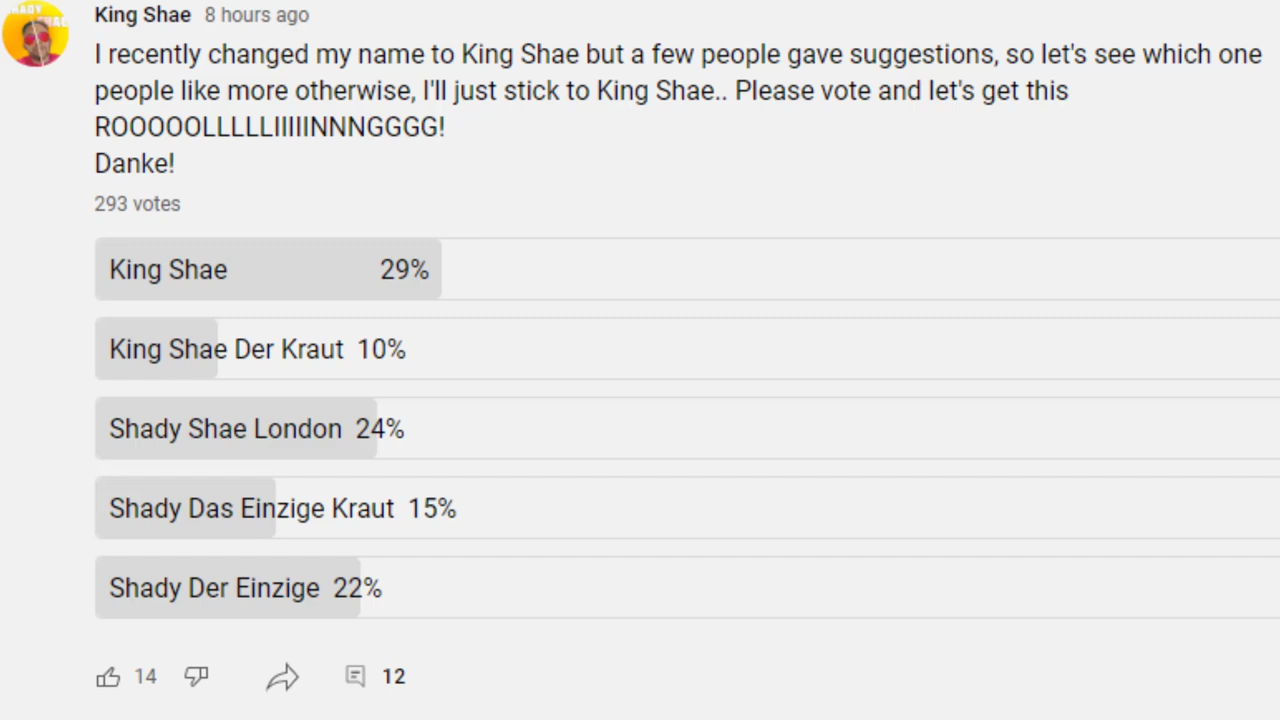 SHADY
SHAE
King Shae 8 hours ago
I recently changed my name to King Shae but a few people gave suggestions, so let's see which one
people like more otherwise, I'll just stick to King Shae.. Please vote and let's get this
ROOOOOLLLLLIIIIINNNGGGG!
Danke!
293 votes
King Shae 29%
King Shae Der Kraut 10%
Shady Shae London 24%
Shady Das Einzige Kraut 15%
Shady Der Einzige 22%
14 12